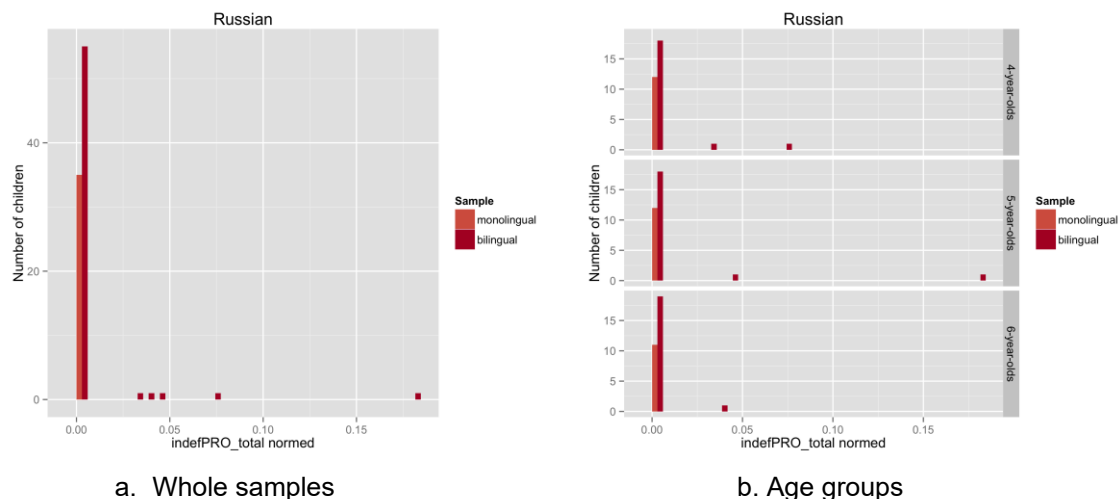 Russian
Number of children
40
20
0
0.00 0.05 0.10 0.15
indefPRO_total normed
Sample
monolingual
bilingual
a. Whole samples
Russian
Number of children
15
10
5
0
4-year-olds
15
10
5
0
5-year-olds
15
10
5
0
6-year-olds
0.00 0.05 0.10 0.15
indefPRO_total normed
Sample
monolingual
bilingual
b. Age groups